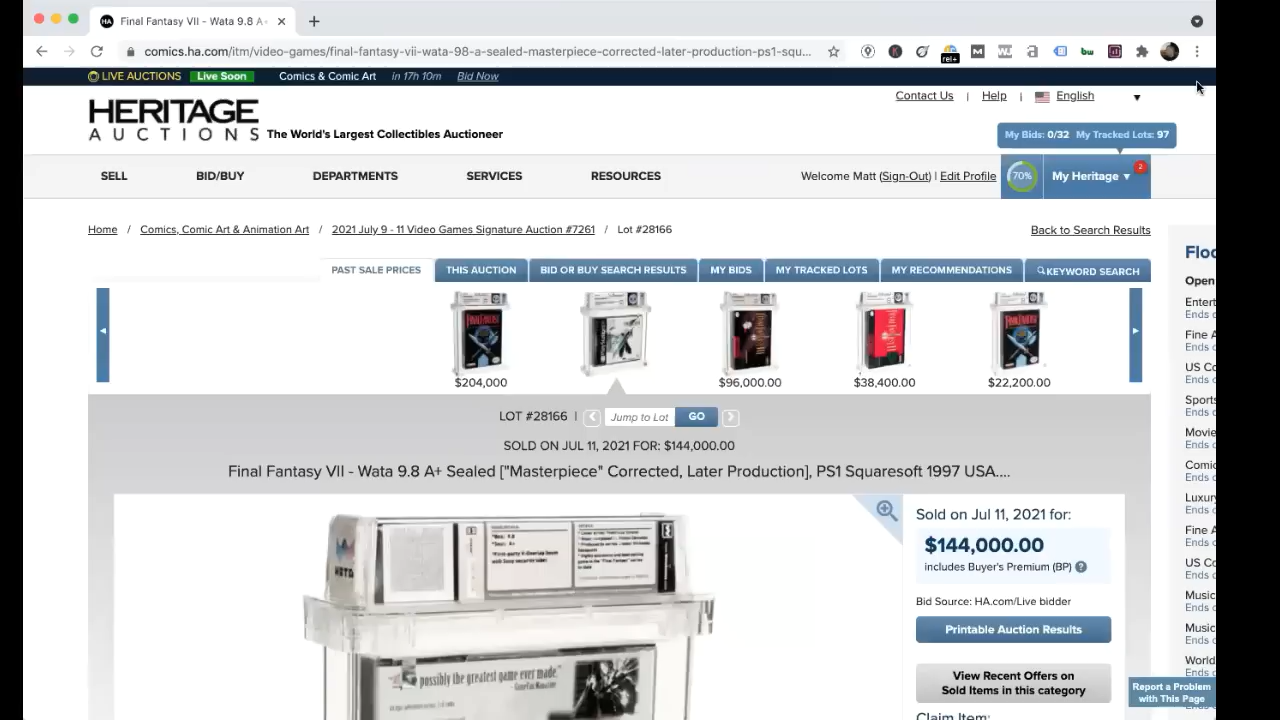 Final Fantasy VII - Wata 9.8 A+
comics.ha.com/itm/video-games/final-fantasy-vii-wata-98-a-sealed-masterpiece-corrected-later-production-ps1-squ...
LIVE AUCTIONS Live Soon Comics & Comic Art in 17h 10m Bid Now
Contact Us | Help | English
HERITAGE
AUCTIONS The World's Largest Collectibles Auctioneer
My Bids: 0/32 My Tracked Lots: 97
SELL BID/BUY DEPARTMENTS SERVICES RESOURCES Welcome Matt (Sign-Out) | Edit Profile 70% My Heritage 2
Home / Comics, Comic Art & Animation Art / 2021 July 9 - 11 Video Games Signature Auction #7261 / Lot #28166 Back to Search Results
PAST SALE PRICES THIS AUCTION BID OR BUY SEARCH RESULTS MY BIDS MY TRACKED LOTS MY RECOMMENDATIONS KEYWORD SEARCH
$204,000 $96,000.00 $38,400.00 $22,200.00
LOT #28166 | Jump to Lot GO
SOLD ON JUL 11, 2021 FOR: $144,000.00
Final Fantasy VII - Wata 9.8 A+ Sealed ["Masterpiece" Corrected, Later Production], PS1 Squaresoft 1997 USA....
Sold on Jul 11, 2021 for:
$144,000.00
includes Buyer's Premium (BP) ?
Bid Source: HA.com/Live bidder
Printable Auction Results
View Recent Offers on
Sold Items in this category
Claim Item:
possibly the greatest game ever made."
Open
Ends
Report a Problem
with This Page